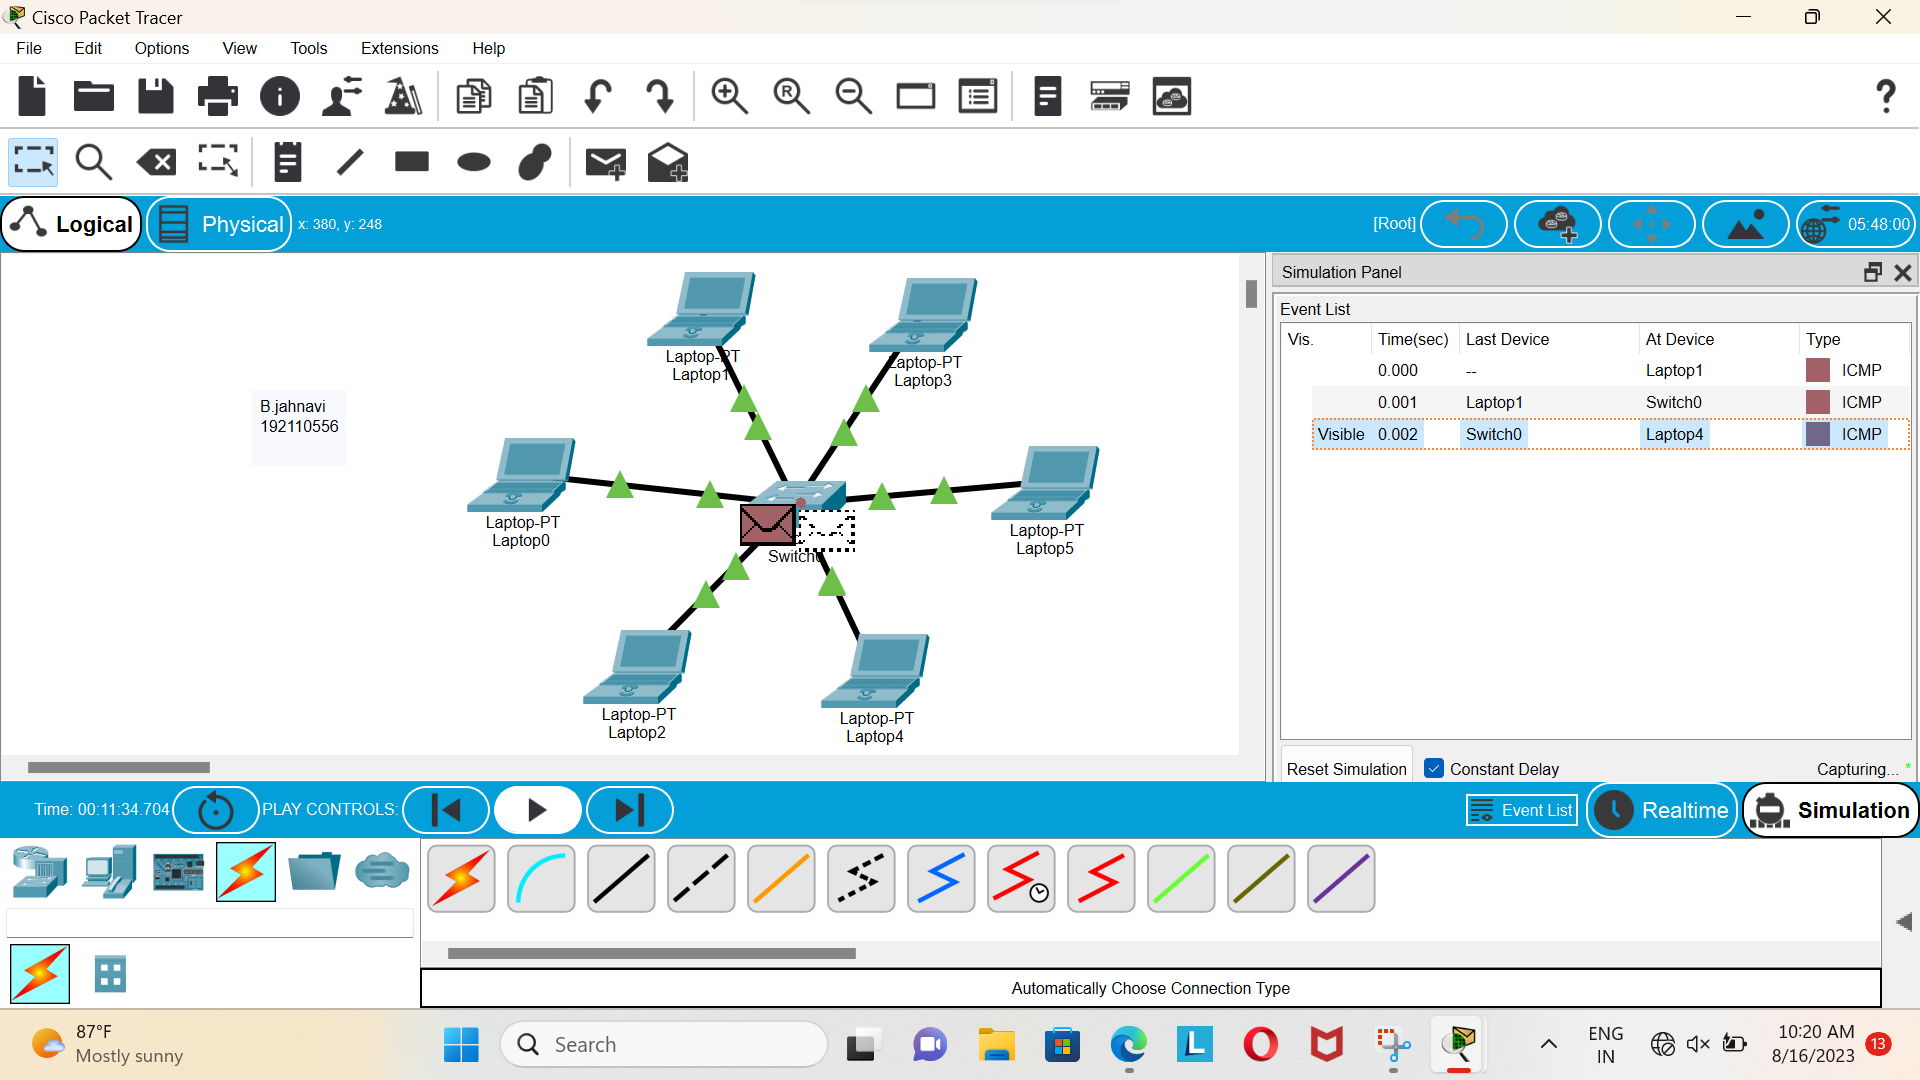 Cisco Packet Tracer
File Edit Options View Tools Extensions Help
Logical Physical x: 380, y: 248 [Root] 05:48:00
Simulation Panel
Event List
Vis. Time(sec) Last Device At Device Type
0.000 -- Laptop1 ICMP
0.001 Laptop1 Switch0 ICMP
Visible 0.002 Switch0 Laptop4 ICMP
Laptop-PT
Laptop1
Laptop-PT
Laptop3
B.jahnavi
192110556
Laptop-PT
Laptop0
Laptop-PT
Laptop5
Switch0
Laptop-PT
Laptop2
Laptop-PT
Laptop4
Reset Simulation Constant Delay Capturing... *
Time: 00:11:34.704 PLAY CONTROLS: Event List Realtime Simulation
Automatically Choose Connection Type
87°F
Mostly sunny
Search
ENG
IN
10:20 AM
8/16/2023
13